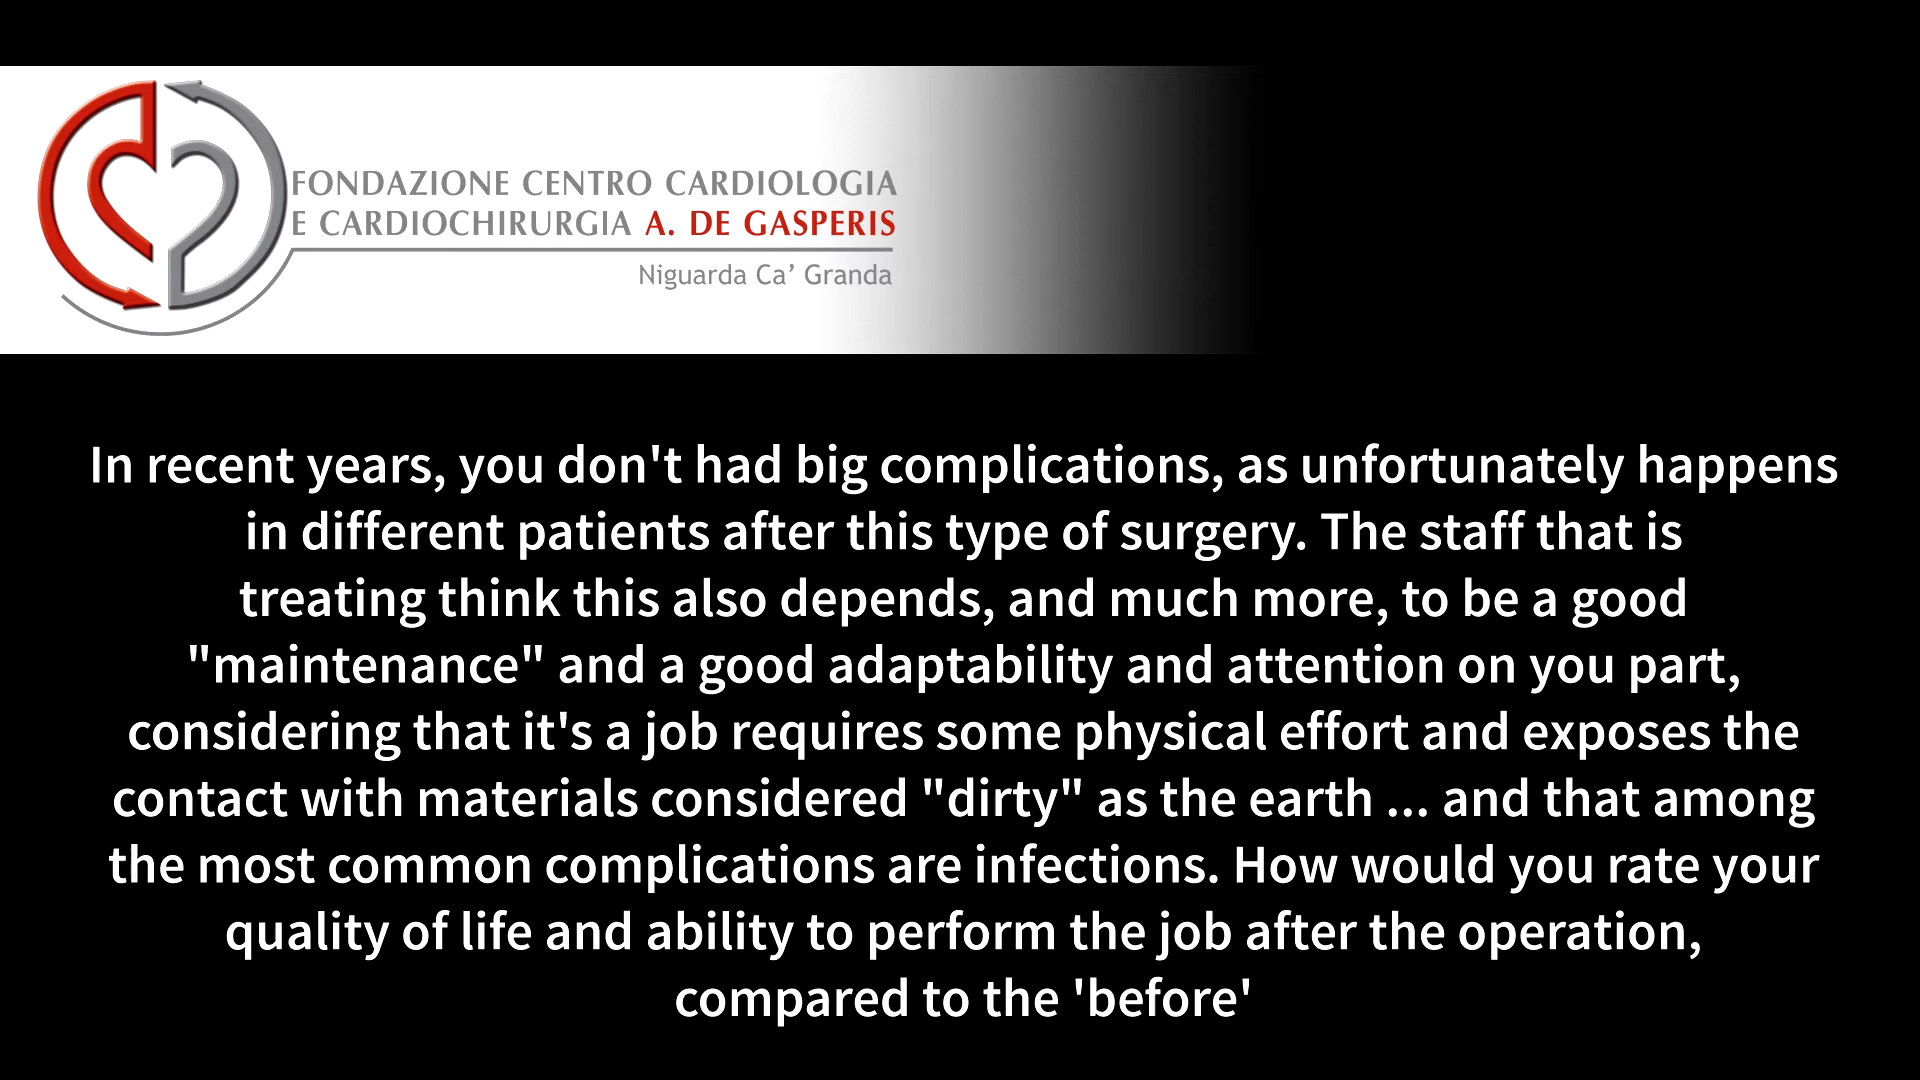 FONDAZIONE CENTRO CARDIOLOGIA
E CARDIOCHIRURGIA A. DE GASPERIS
Niguarda Ca’ Granda
In recent years, you don't had big complications, as unfortunately happens
in different patients after this type of surgery. The staff that is
treating think this also depends, and much more, to be a good
"maintenance" and a good adaptability and attention on you part,
considering that it's a job requires some physical effort and exposes the
contact with materials considered "dirty" as the earth ... and that among
the most common complications are infections. How would you rate your
quality of life and ability to perform the job after the operation,
compared to the 'before'